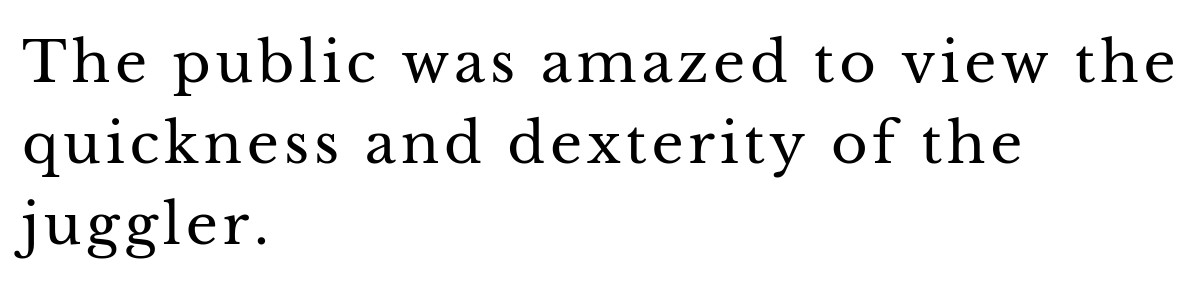 The public was amazed to view the
quickness and dexterity of the
juggler.